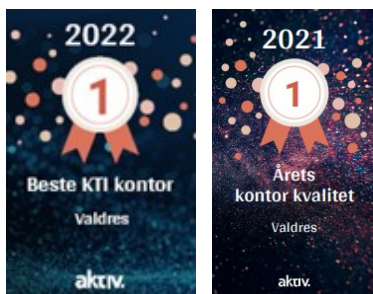 2022
1
Beste KTI kontor
Valdres
aktiv.
2021
1
Årets
kontor kvalitet
Valdres
aktiv.